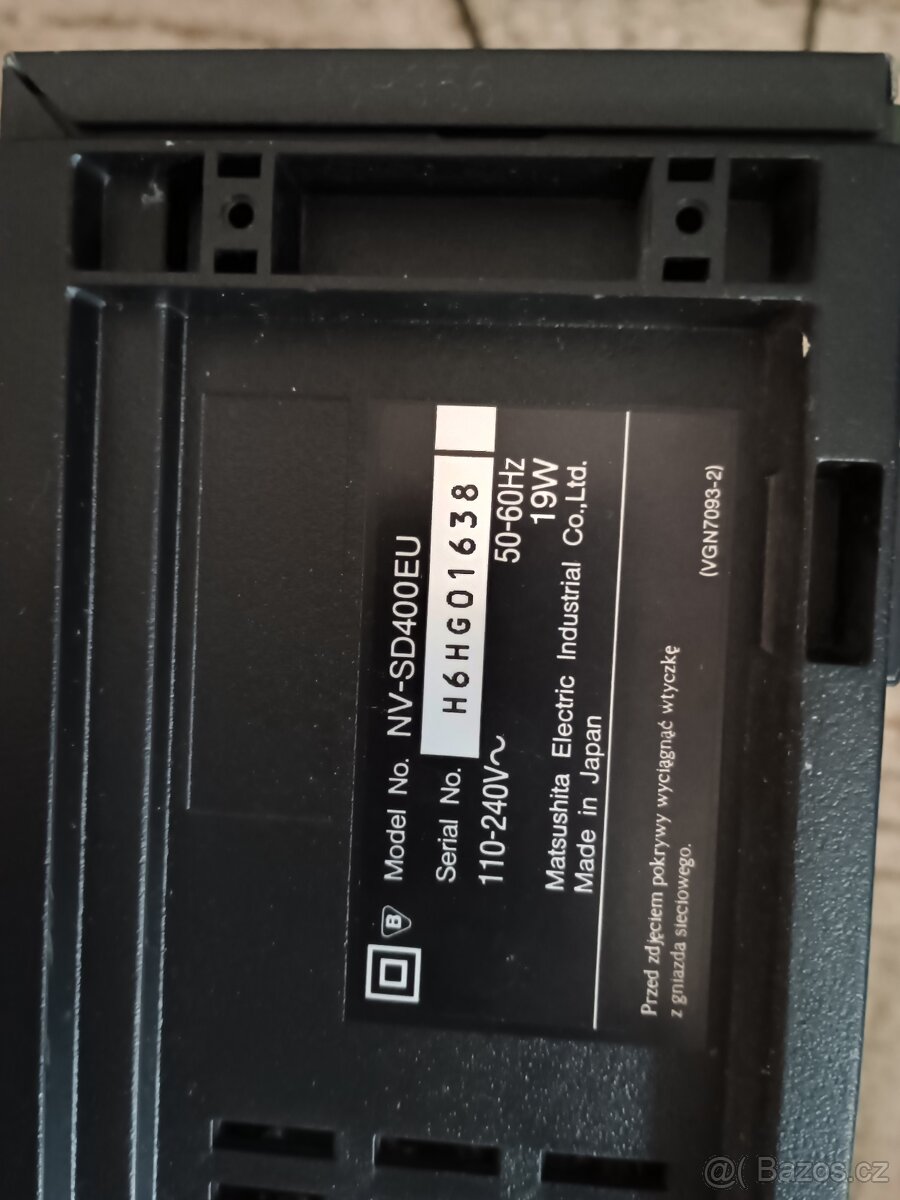 B Model No. NV-SD400EU
Serial No. H6HG01638
110-240V~ 50-60Hz
19W
Matsushita Electric Industrial Co.,Ltd.
Made in Japan
Przed zdjęciem pokrywy wyciągnąć wtyczkę
z gniazda sieciowego.
(VGN7093-2)
@( Bazos.cz